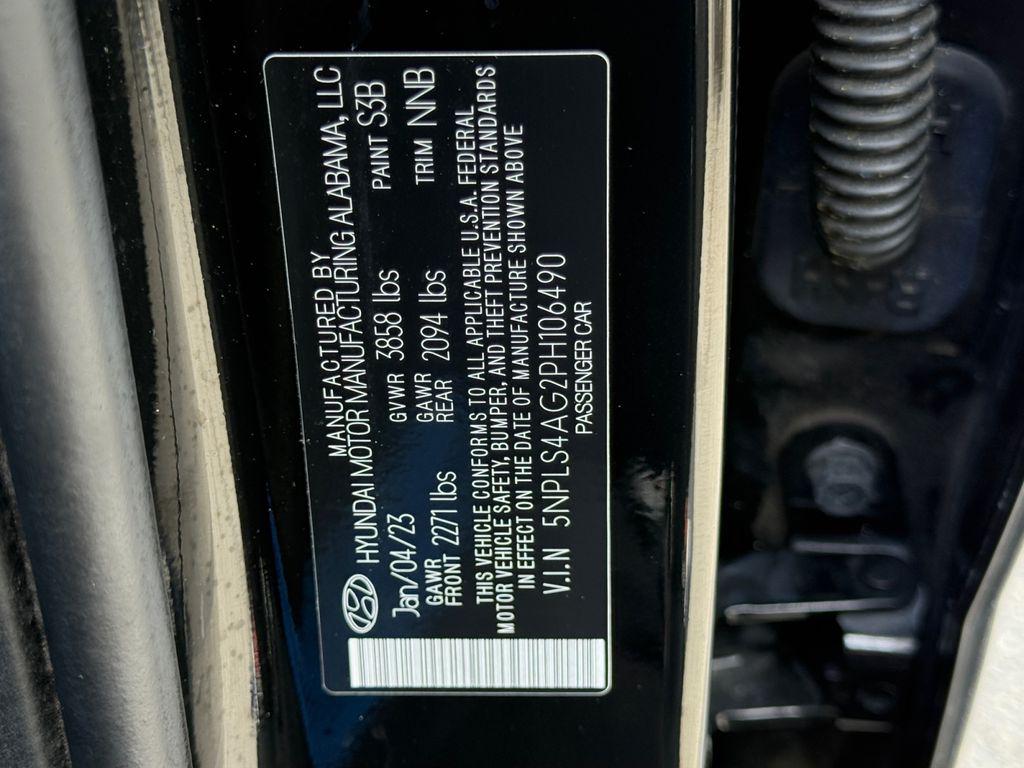 MANUFACTURED BY
HYUNDAI MOTOR MANUFACTURING ALABAMA, LLC
Jan/04/23 GVWR 3858 lbs PAINT S3B
GAWR FRONT 2271 lbs GAWR REAR 2094 lbs TRIM NNB
THIS VEHICLE CONFORMS TO ALL APPLICABLE U.S.A. FEDERAL
MOTOR VEHICLE SAFETY, BUMPER, AND THEFT PREVENTION STANDARDS
IN EFFECT ON THE DATE OF MANUFACTURE SHOWN ABOVE
V.I.N 5NPLS4AG2PH106490
PASSENGER CAR